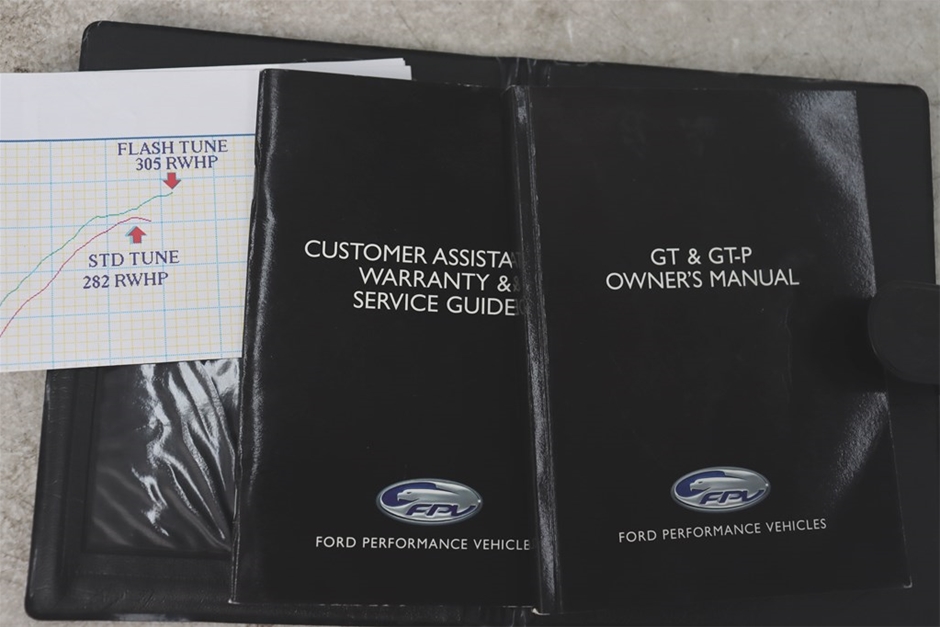 FLASH TUNE
305 RWHP
STD TUNE
282 RWHP
CUSTOMER ASSISTA
WARRANTY &
SERVICE GUIDE
FPV
FORD PERFORMANCE VEHICLE
GT & GT-P
OWNER'S MANUAL
FPV
FORD PERFORMANCE VEHICLES